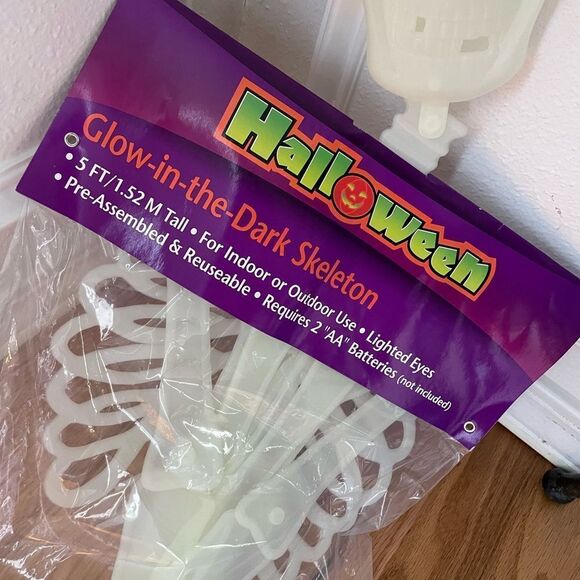 Halloween
Glow-in-the-Dark Skeleton
• 5 FT/1.52 M Tall • For Indoor or Outdoor Use • Lighted Eyes
• Pre-Assembled & Reuseable • Requires 2 "AA" Batteries (not included)